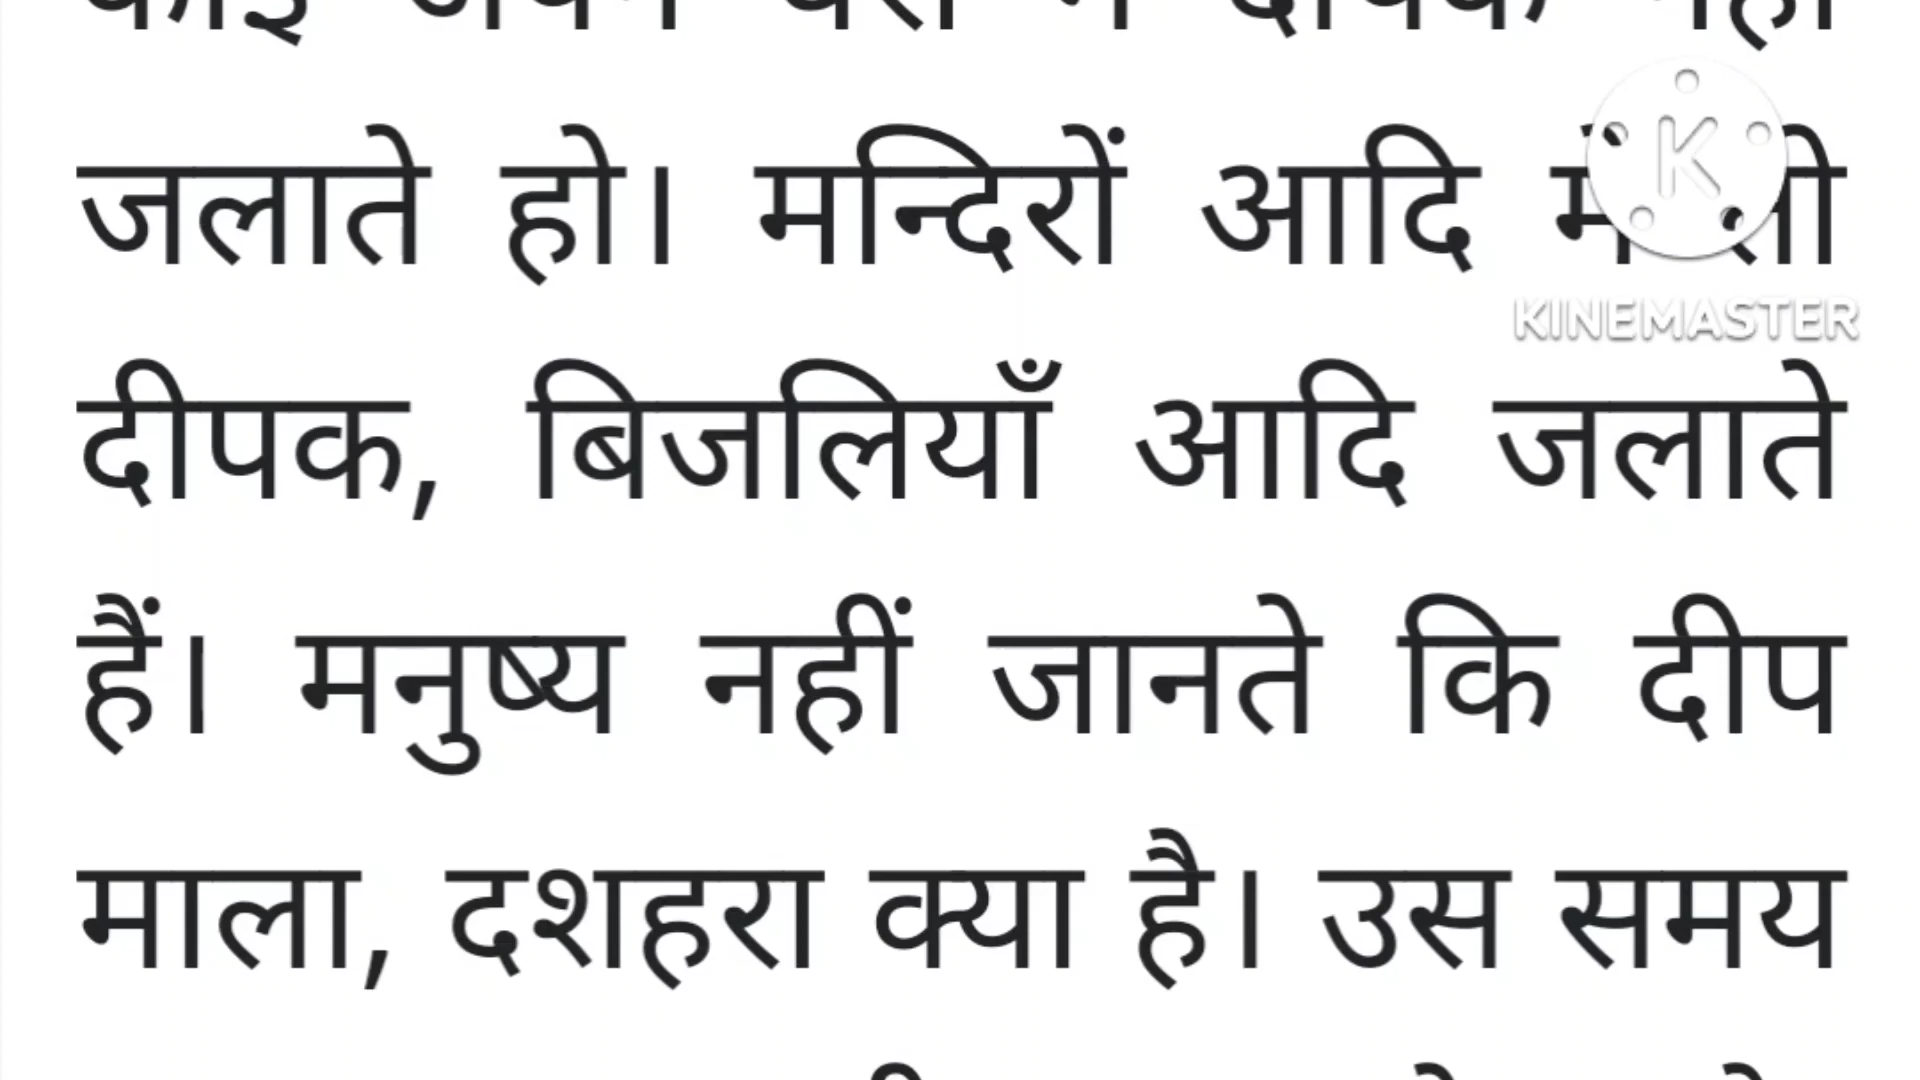 जलाते हो। मन्दिरों आदि में
दीपक, बिजलियाँ आदि जलाते
हैं। मनुष्य नहीं जानते कि दीप
माला, दशहरा क्या है। उस समय
KINEMASTER